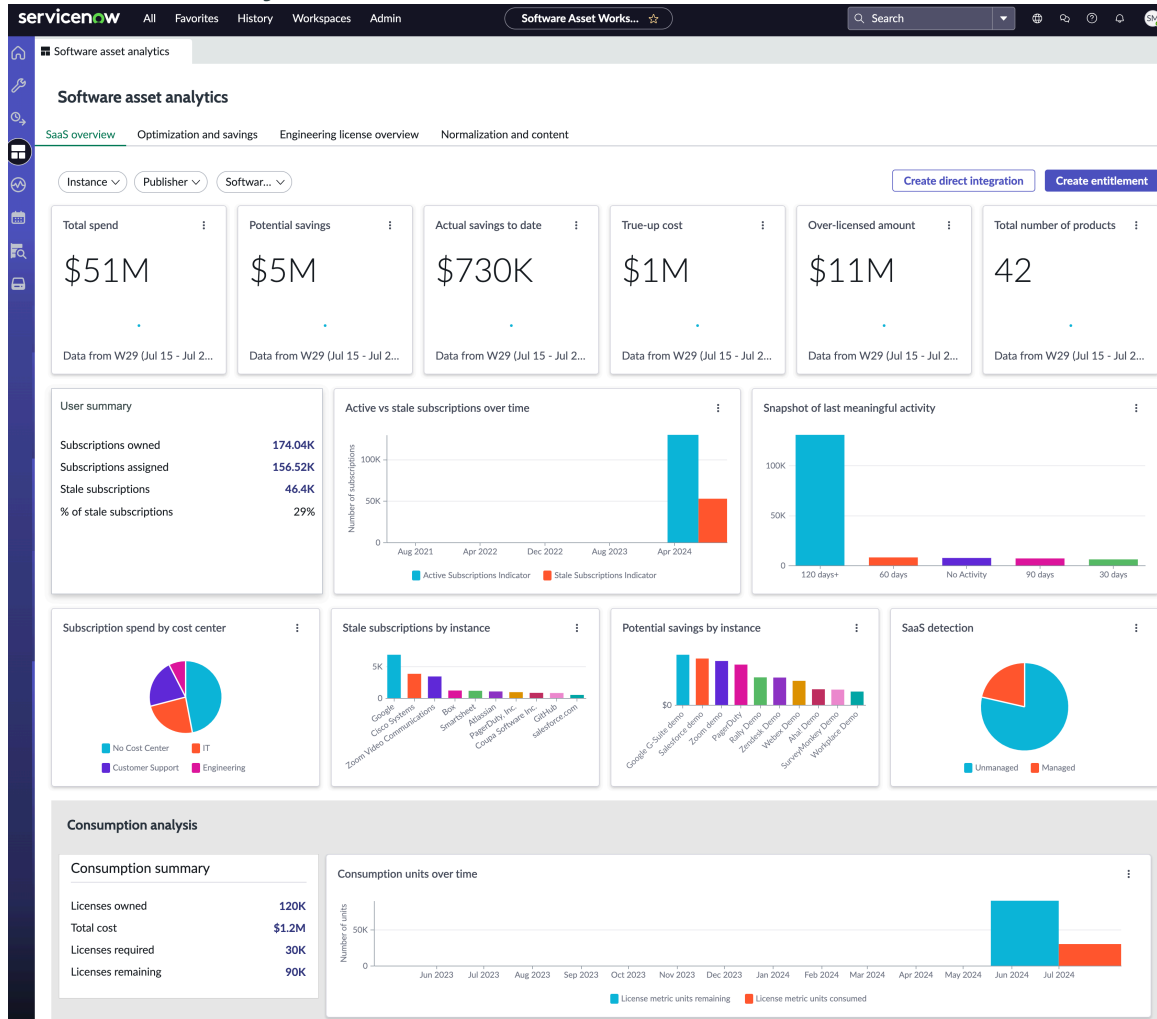 servicenow All Favorites History Workspaces Admin Software Asset Works... Search SM
Software asset analytics
Software asset analytics
SaaS overview Optimization and savings Engineering license overview Normalization and content
Instance Publisher Softwar... Create direct integration Create entitlement
Total spend
$51M
Data from W29 (Jul 15 - Jul 2...
Potential savings
$5M
Data from W29 (Jul 15 - Jul 2...
Actual savings to date
$730K
Data from W29 (Jul 15 - Jul 2...
True-up cost
$1M
Data from W29 (Jul 15 - Jul 2...
Over-licensed amount
$11M
Data from W29 (Jul 15 - Jul 2...
Total number of products
42
Data from W29 (Jul 15 - Jul 2...
User summary
Subscriptions owned 174.04K
Subscriptions assigned 156.52K
Stale subscriptions 46.4K
% of stale subscriptions 29%
Active vs stale subscriptions over time
Number of subscriptions
100K
50K
0
Aug 2021 Apr 2022 Dec 2022 Aug 2023 Apr 2024
Active Subscriptions Indicator Stale Subscriptions Indicator
Snapshot of last meaningful activity
100K
50K
0
120 days+ 60 days No Activity 90 days 30 days
Subscription spend by cost center
No Cost Center IT
Customer Support Engineering
Stale subscriptions by instance
5K
0
Google
Cisco Systems
Zoom Video Communications
Box
Smartsheet
Atlassian
PagerDuty, Inc.
Coupa Software Inc.
GitHub
salesforce.com
Potential savings by instance
$0
Google G-Suite demo
Salesforce demo
Zoom demo
PagerDuty
Rally Demo
Zendesk Demo
Webex Demo
Aha! Demo
SurveyMonkey Demo
Workplace Demo
SaaS detection
Unmanaged Managed
Consumption analysis
Consumption summary
Licenses owned 120K
Total cost $1.2M
Licenses required 30K
Licenses remaining 90K
Consumption units over time
Number of units
50K
0
Jun 2023 Jul 2023 Aug 2023 Sep 2023 Oct 2023 Nov 2023 Dec 2023 Jan 2024 Feb 2024 Mar 2024 Apr 2024 May 2024 Jun 2024 Jul 2024
License metric units remaining License metric units consumed